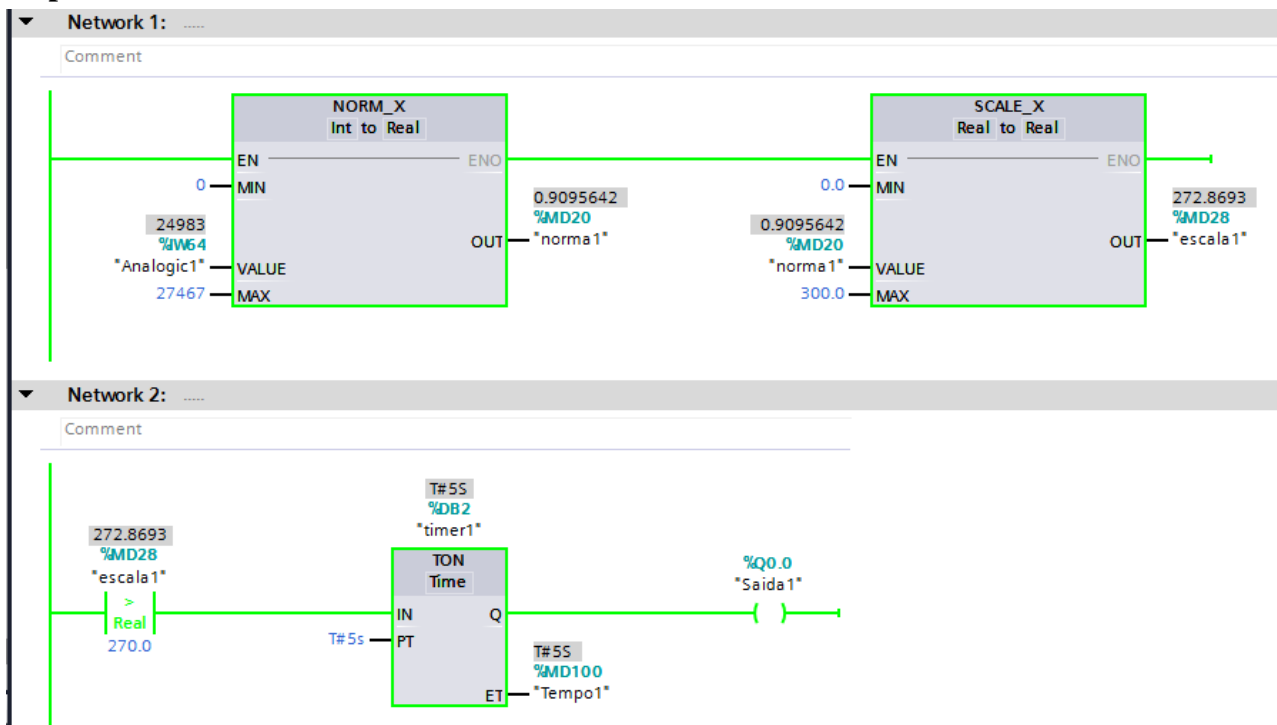 Network 1: .....
Comment
NORM_X
Int to Real
EN
ENO
0
MIN
24983
%IW64
"Analogic1"
VALUE
27467
MAX
0.9095642
%MD20
"norma1"
OUT
SCALE_X
Real to Real
EN
ENO
0.0
MIN
0.9095642
%MD20
"norma1"
VALUE
300.0
MAX
272.8693
%MD28
"escala1"
OUT
Network 2: .....
Comment
272.8693
%MD28
"escala1"
>
Real
270.0
T#5S
%DB2
"timer1"
TON
Time
IN
Q
T#5s
PT
T#5S
%MD100
ET
"Tempo1"
%Q0.0
"Saida1"